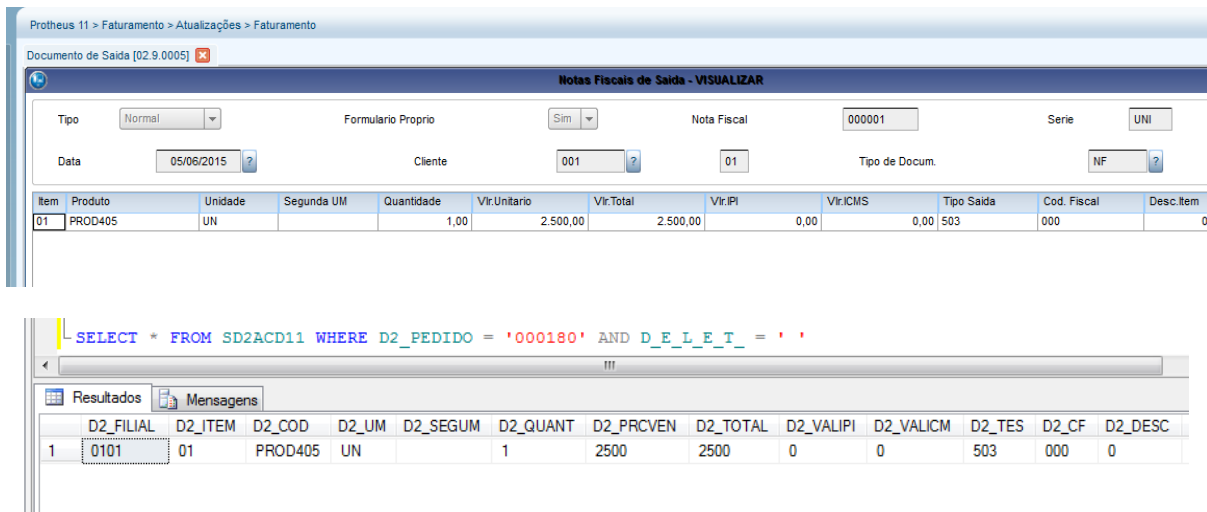 Protheus 11 > Faturamento > Atualizações > Faturamento
Documento de Saida [02.9.0005]
Notas Fiscais de Saida - VISUALIZAR
Tipo Normal Formulario Proprio Sim Nota Fiscal 000001 Serie UNI
Data 05/06/2015 ? Cliente 001 ? 01 Tipo de Docum. NF ?
Item Produto Unidade Segunda UM Quantidade Vlr.Unitario Vlr.Total Vlr.IPI Vlr.ICMS Tipo Saida Cod. Fiscal Desc.Item
01 PROD405 UN 1,00 2.500,00 2.500,00 0,00 0,00 503 000 0
SELECT * FROM SD2ACD11 WHERE D2_PEDIDO = '000180' AND D_E_L_E_T_ = ' '
Resultados Mensagens
D2_FILIAL D2_ITEM D2_COD D2_UM D2_SEGUM D2_QUANT D2_PRCVEN D2_TOTAL D2_VALIPI D2_VALICM D2_TES D2_CF D2_DESC
1 0101 01 PROD405 UN 1 2500 2500 0 0 503 000 0